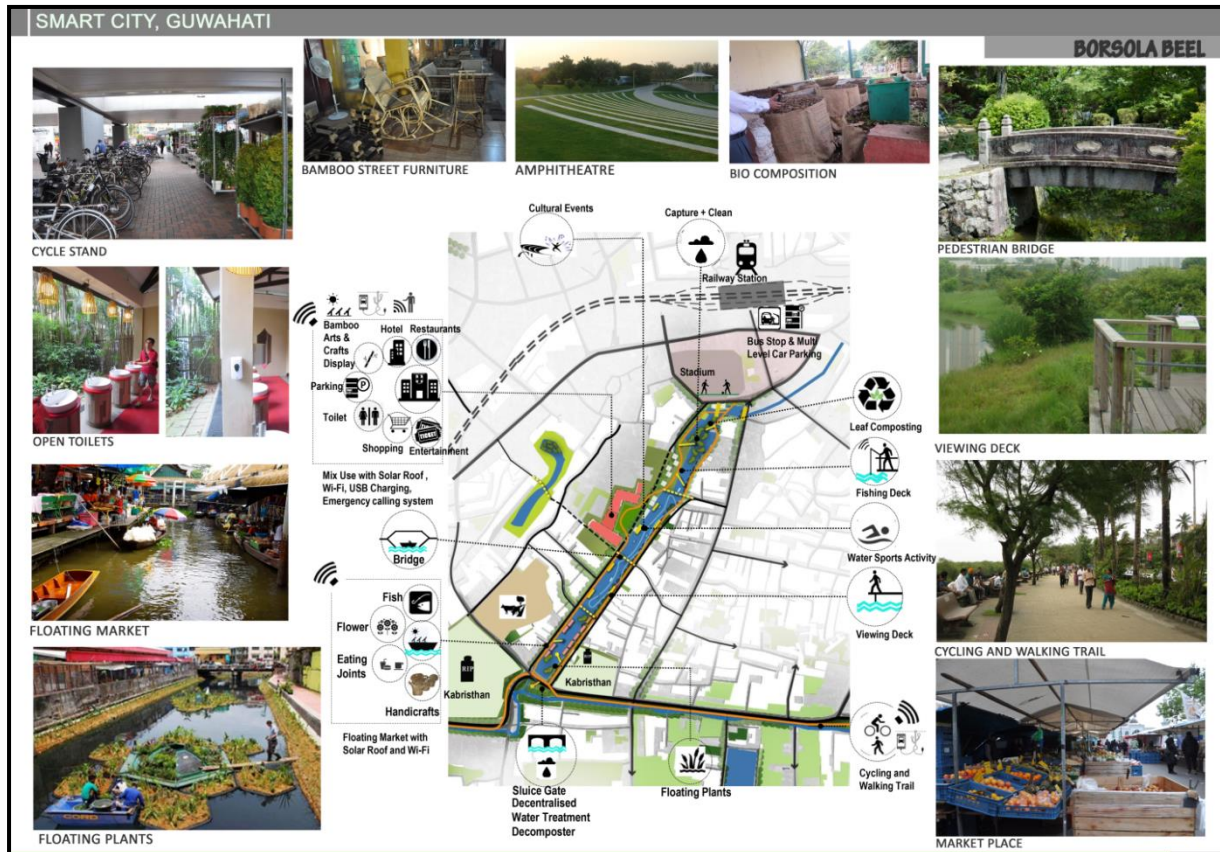 SMART CITY, GUWAHATI
BORSOLA BEEL
CYCLE STAND
BAMBOO STREET FURNITURE
AMPHITHEATRE
BIO COMPOSITION
PEDESTRIAN BRIDGE
OPEN TOILETS
VIEWING DECK
FLOATING MARKET
CYCLING AND WALKING TRAIL
FLOATING PLANTS
MARKET PLACE
Cultural Events
Capture + Clean
Railway Station
Bus Stop & Multi
Level Car Parking
Stadium
Bamboo
Arts &
Crafts
Display
Hotel
Restaurants
Parking
P
Toilet
Shopping
TICKET
Entertainment
Mix Use with Solar Roof ,
Wi-Fi, USB Charging,
Emergency calling system
Bridge
Fish
Flower
Eating
Joints
Handicrafts
Floating Market with
Solar Roof and Wi-Fi
Leaf Composting
Fishing Deck
Water Sports Activity
Viewing Deck
RIP
Kabristhan
Kabristhan
Sluice Gate
Decentralised
Water Treatment
Decomposter
Floating Plants
Cycling and
Walking Trail
CORD